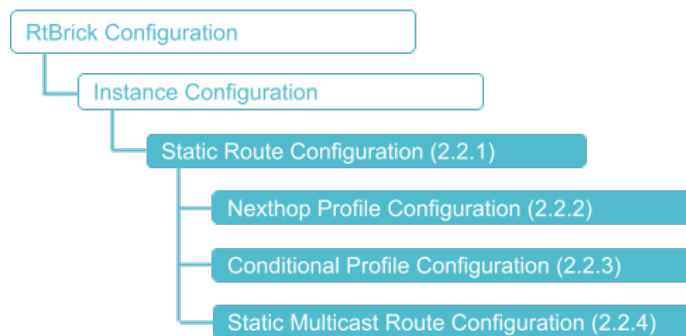 RtBrick Configuration
Instance Configuration
Static Route Configuration (2.2.1)
Nexthop Profile Configuration (2.2.2)
Conditional Profile Configuration (2.2.3)
Static Multicast Route Configuration (2.2.4)